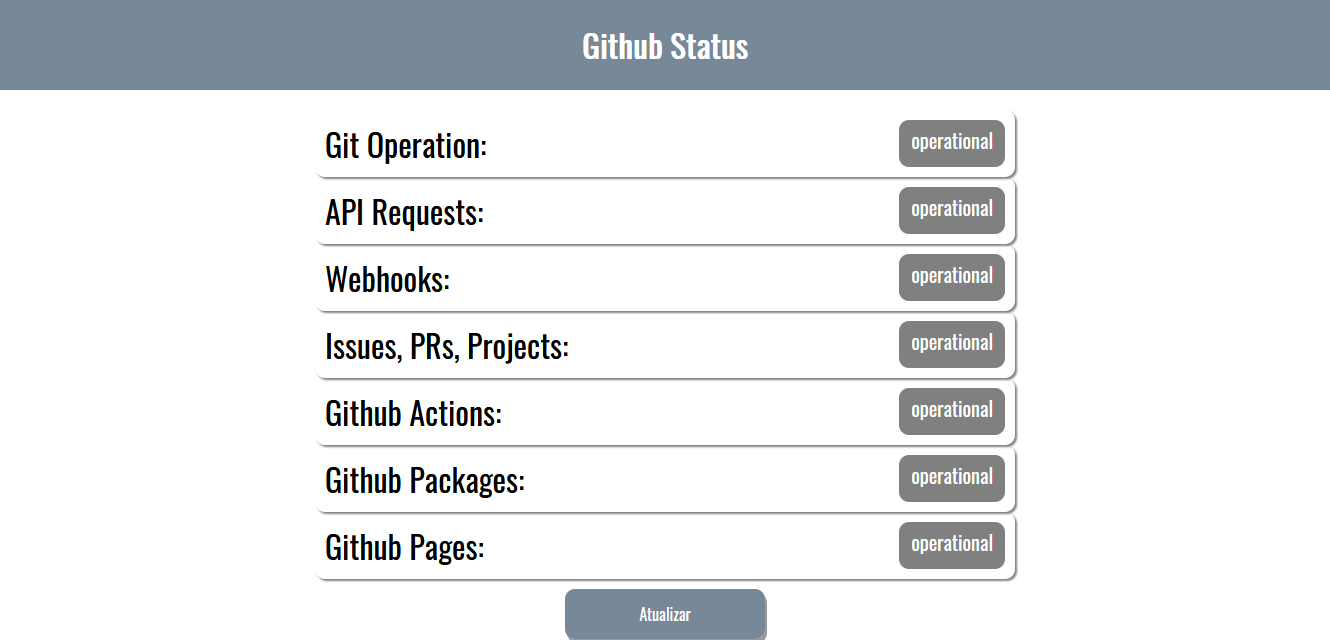 Github Status
Git Operation: operational
API Requests: operational
Webhooks: operational
Issues, PRs, Projects: operational
Github Actions: operational
Github Packages: operational
Github Pages: operational
Atualizar